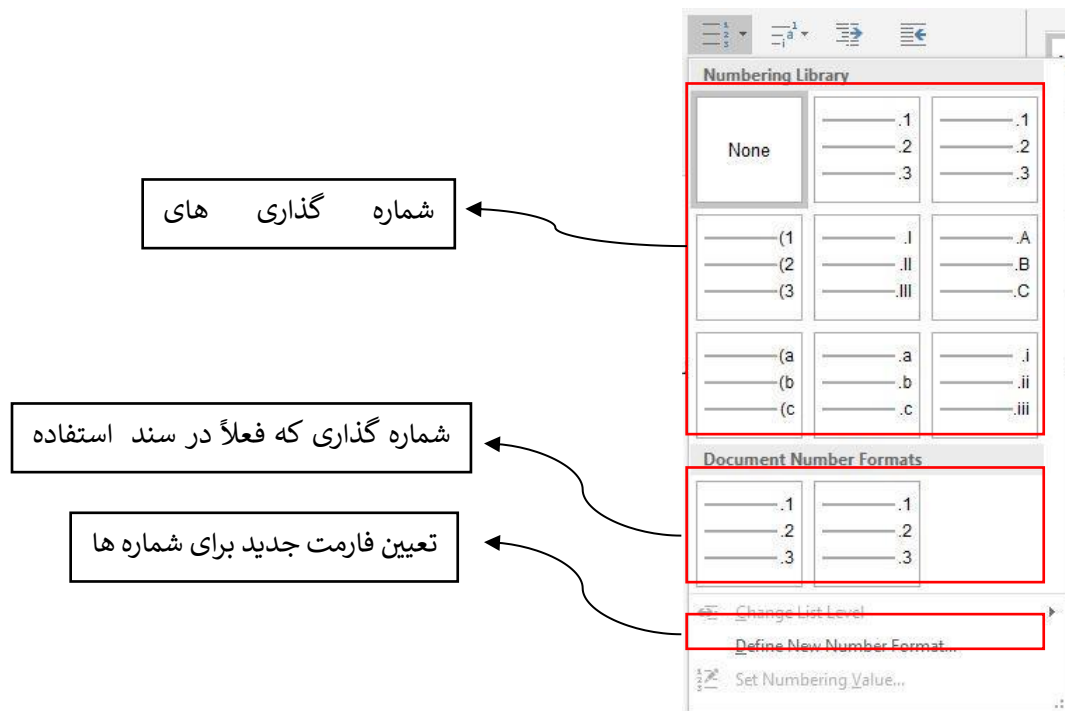 Numbering Library
None
.1
.2
.3
.1
.2
.3
شماره گذاری های
(1
(2
(3
.I
.II
.III
.A
.B
.C
(a
(b
(c
.a
.b
.c
.i
.ii
.iii
شماره گذاری که فعلاً در سند استفاده
Document Number Formats
.1
.2
.3
.1
.2
.3
تعیین فارمت جدید برای شماره ها
Change List Level
Define New Number Format...
Set Numbering Value...